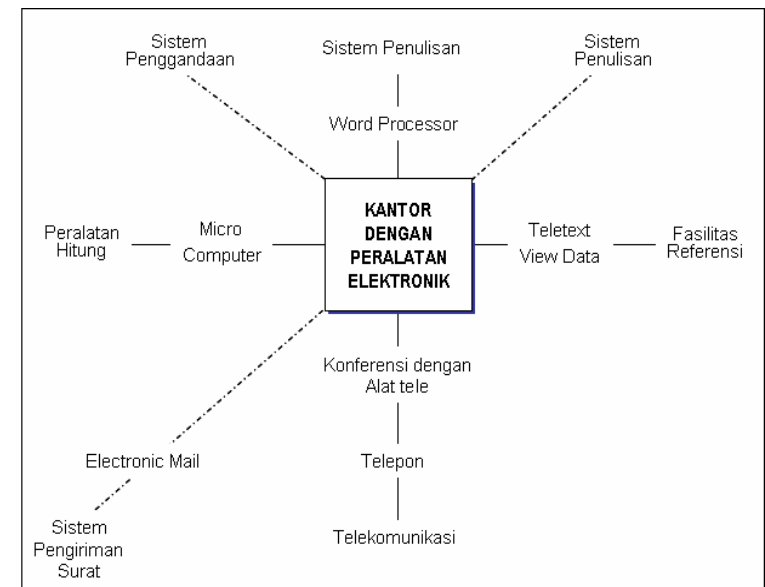 Sistem
Penggandaan
Sistem Penulisan
Sistem
Penulisan
Word Processor
KANTOR
DENGAN
PERALATAN
ELEKTRONIK
Peralatan
Hitung
Micro
Computer
Teletext
View Data
Fasilitas
Referensi
Konferensi dengan
Alat tele
Electronic Mail
Telepon
Sistem
Pengiriman
Surat
Telekomunikasi